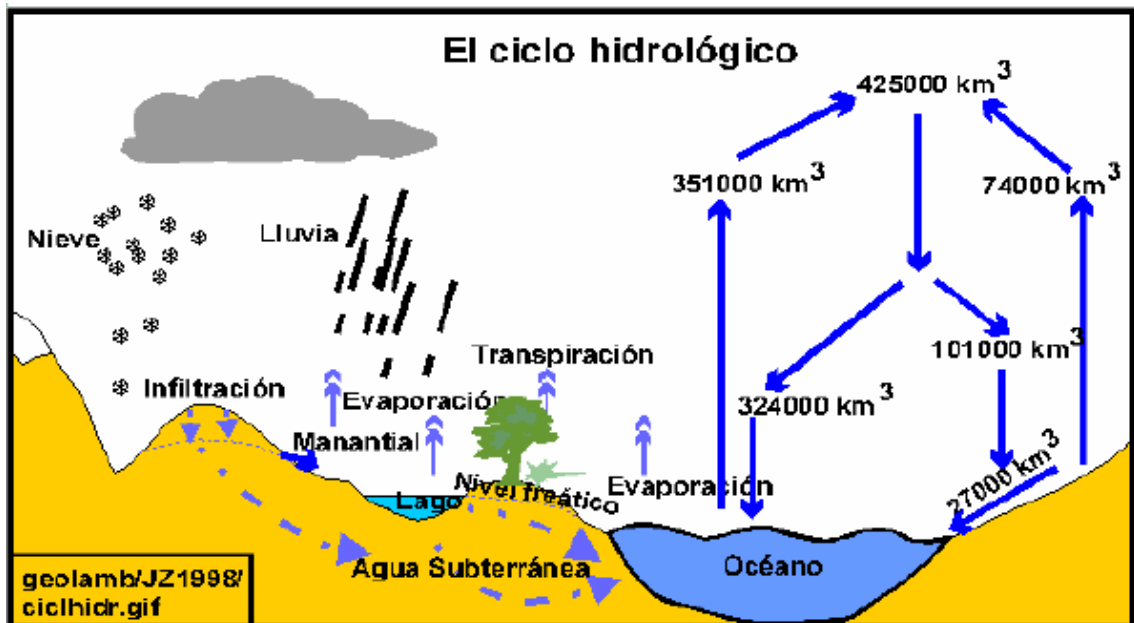 El ciclo hidrológico
425000 km³
351000 km³
74000 km³
Nieve
Lluvia
Transpiración
101000 km³
Infiltración
Evaporación
324000 km³
Manantial
27000 km³
Nivel freático
Evaporación
Lago
Agua Subterránea
Océano
geolamb/JZ1998/
ciclhidr.gif